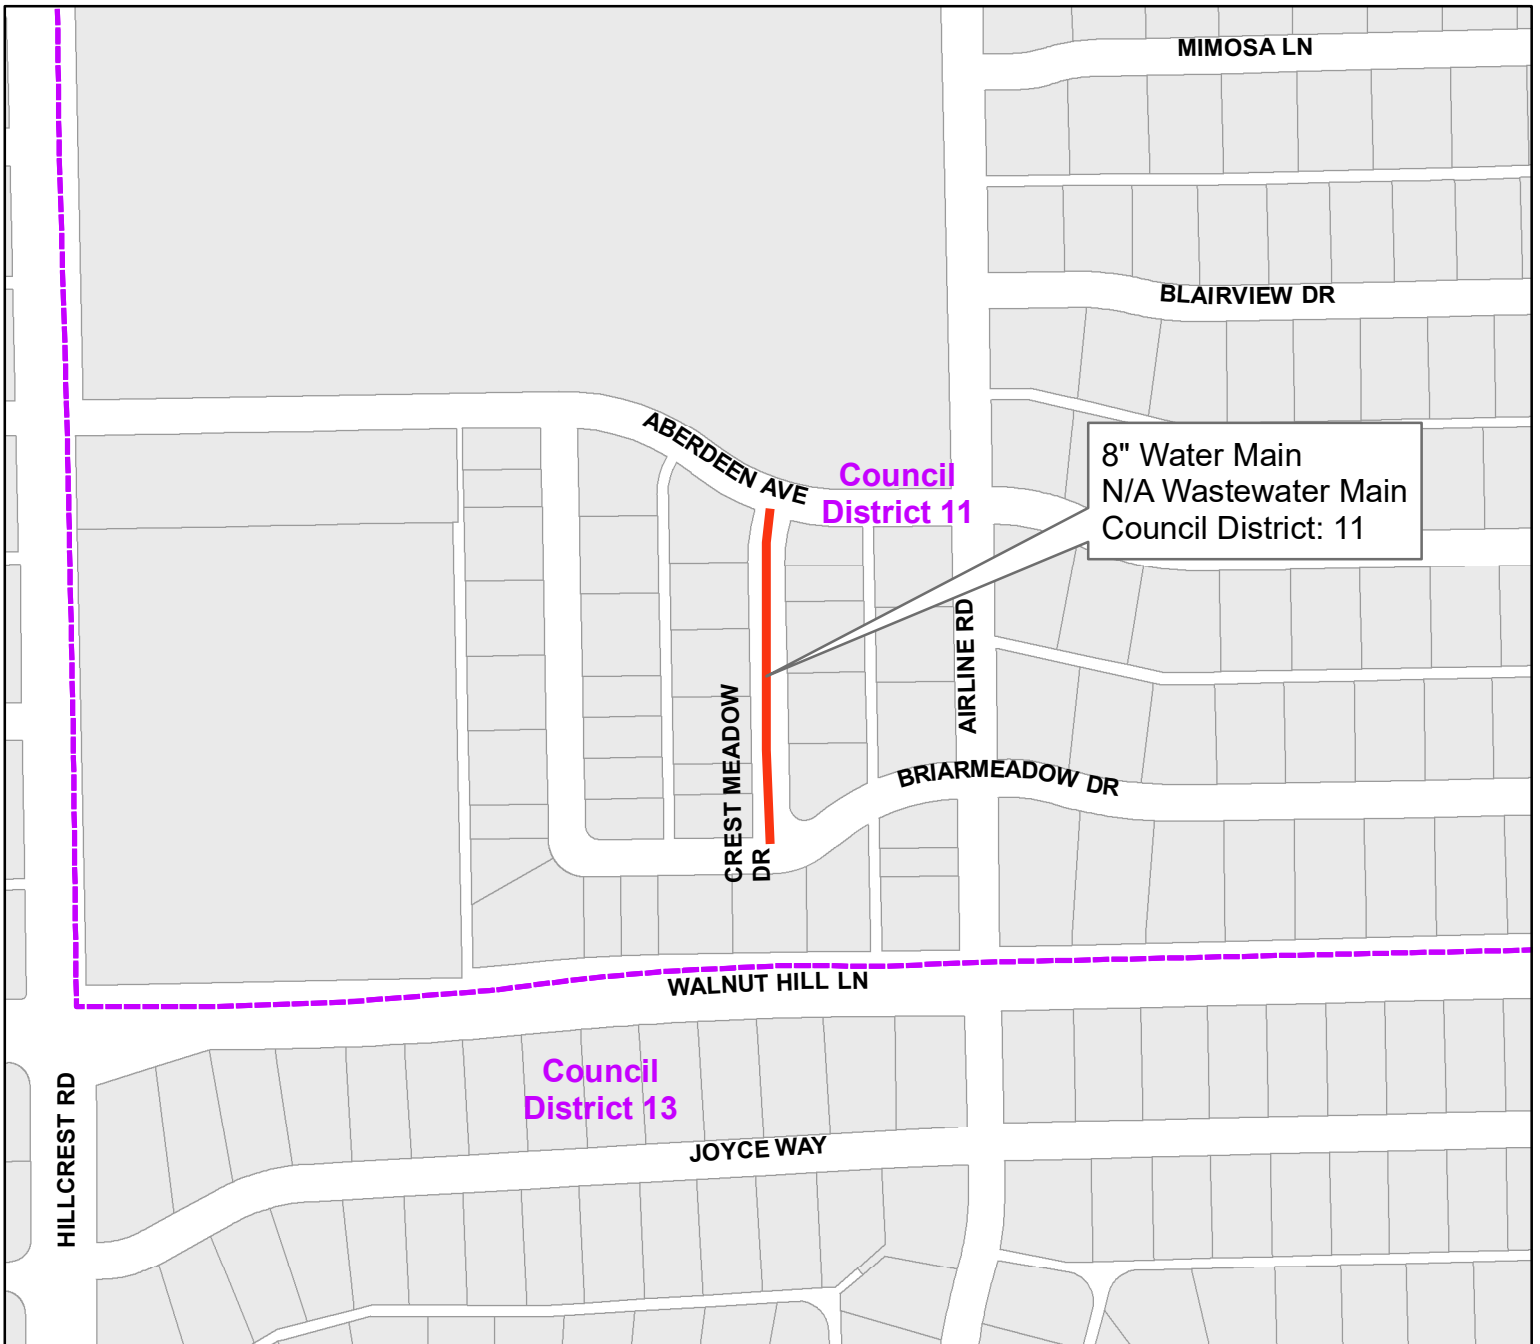 MIMOSA LN
BLAIRVIEW DR
ABERDEEN AVE
Council
District 11
8" Water Main
N/A Wastewater Main
Council District: 11
AIRLINE RD
CREST MEADOW
DR
BRIARMEADOW DR
WALNUT HILL LN
Council
District 13
HILLCREST RD
JOYCE WAY